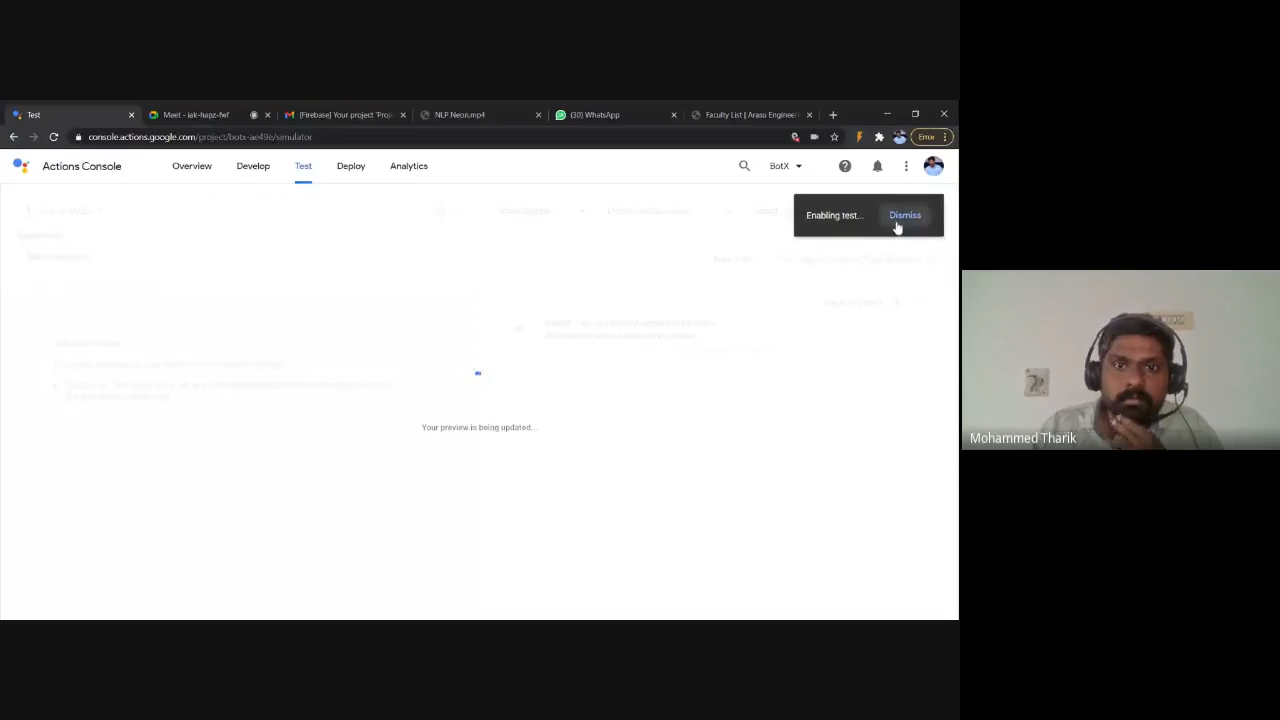 Test
Meet - iak-hapz-fwf
[Firebase] Your project 'Proj
NLP Neon.mp4
(30) WhatsApp
Faculty List | Arasu Engineeri
console.actions.google.com/project/botx-ae49e/simulator
Error
Actions Console
Overview
Develop
Test
Deploy
Analytics
BotX
Enabling test...
Dismiss
Your preview is being updated...
Mohammed Tharik